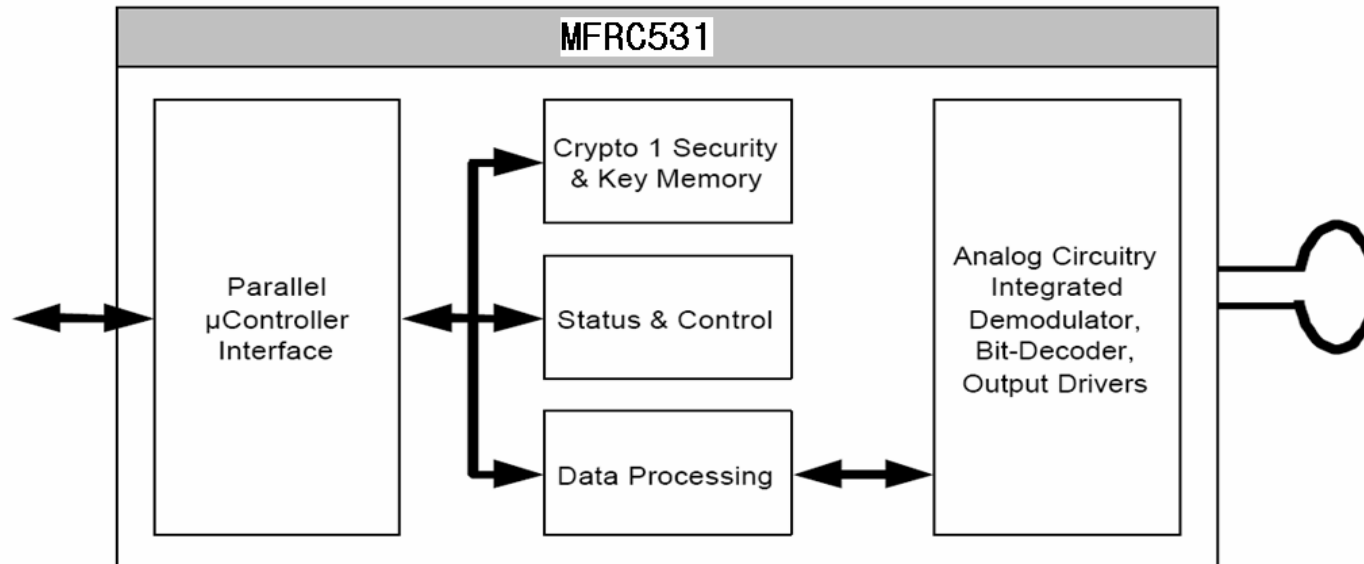 MFRC531
Parallel
µController
Interface
Crypto 1 Security
& Key Memory
Status & Control
Data Processing
Analog Circuitry
Integrated
Demodulator,
Bit-Decoder,
Output Drivers